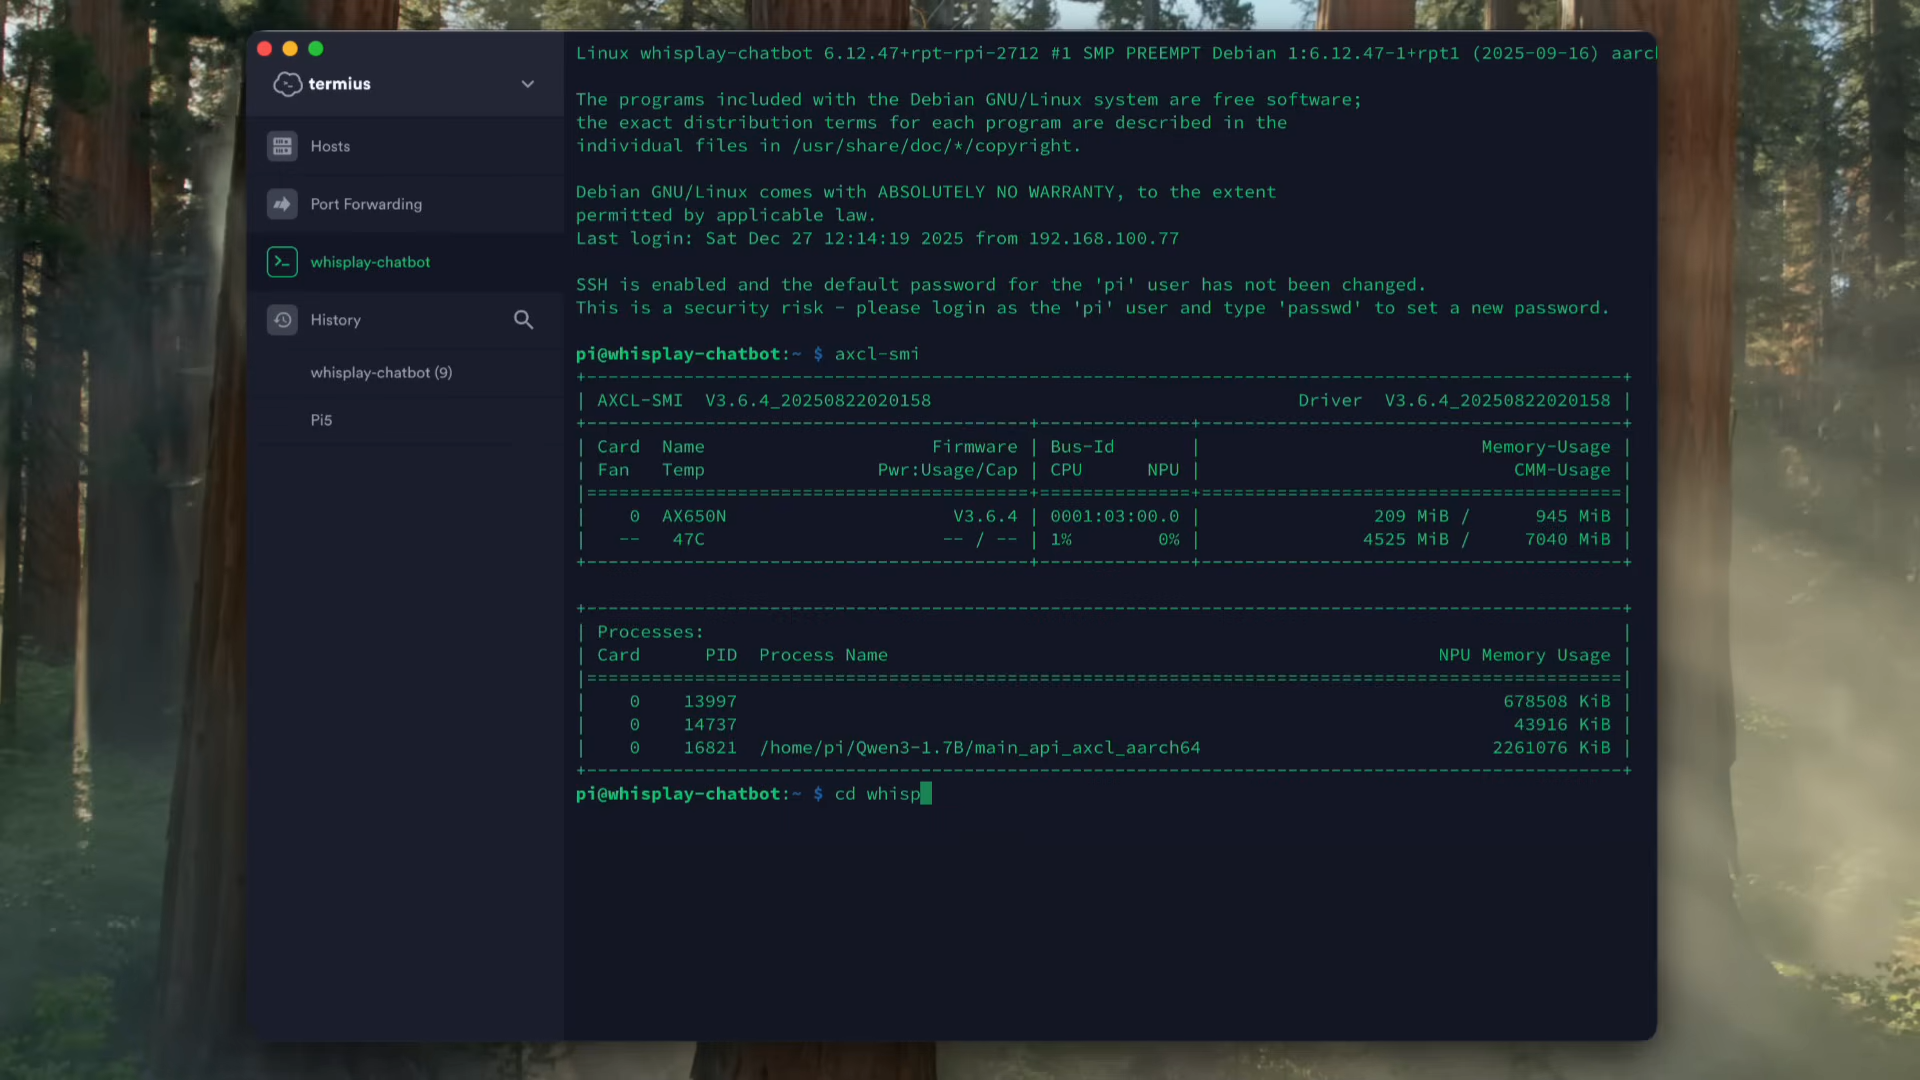 termius
Hosts
Port Forwarding
whisplay-chatbot
History
whisplay-chatbot (9)
Pi5
Linux whisplay-chatbot 6.12.47+rpt-rpi-2712 #1 SMP PREEMPT Debian 1:6.12.47-1+rpt1 (2025-09-16) aarc
The programs included with the Debian GNU/Linux system are free software;
the exact distribution terms for each program are described in the
individual files in /usr/share/doc/*/copyright.
Debian GNU/Linux comes with ABSOLUTELY NO WARRANTY, to the extent
permitted by applicable law.
Last login: Sat Dec 27 12:14:19 2025 from 192.168.100.77
SSH is enabled and the default password for the 'pi' user has not been changed.
This is a security risk - please login as the 'pi' user and type 'passwd' to set a new password.
pi@whisplay-chatbot:~ $ axcl-smi
+------------------------------------------------------------------------------------------------+
| AXCL-SMI  V3.6.4_20250822020158                                  Driver  V3.6.4_20250822020158 |
+-----------------------------------------+--------------+---------------------------------------+
| Card  Name                     Firmware | Bus-Id       |                          Memory-Usage |
| Fan   Temp                Pwr:Usage/Cap | CPU      NPU |                             CMM-Usage |
|=========================================+==============+=======================================|
|    0  AX650N                     V3.6.4 | 0001:03:00.0 |                209 MiB /      945 MiB |
|   --   47C                      -- / -- | 1%        0% |               4525 MiB /     7040 MiB |
+-----------------------------------------+--------------+---------------------------------------+
+------------------------------------------------------------------------------------------------+
| Processes:                                                                                     |
| Card      PID  Process Name                                                   NPU Memory Usage |
|================================================================================================|
|    0    13997                                                                       678508 KiB |
|    0    14737                                                                        43916 KiB |
|    0    16821  /home/pi/Qwen3-1.7B/main_api_axcl_aarch64                           2261076 KiB |
+------------------------------------------------------------------------------------------------+
pi@whisplay-chatbot:~ $ cd whisp